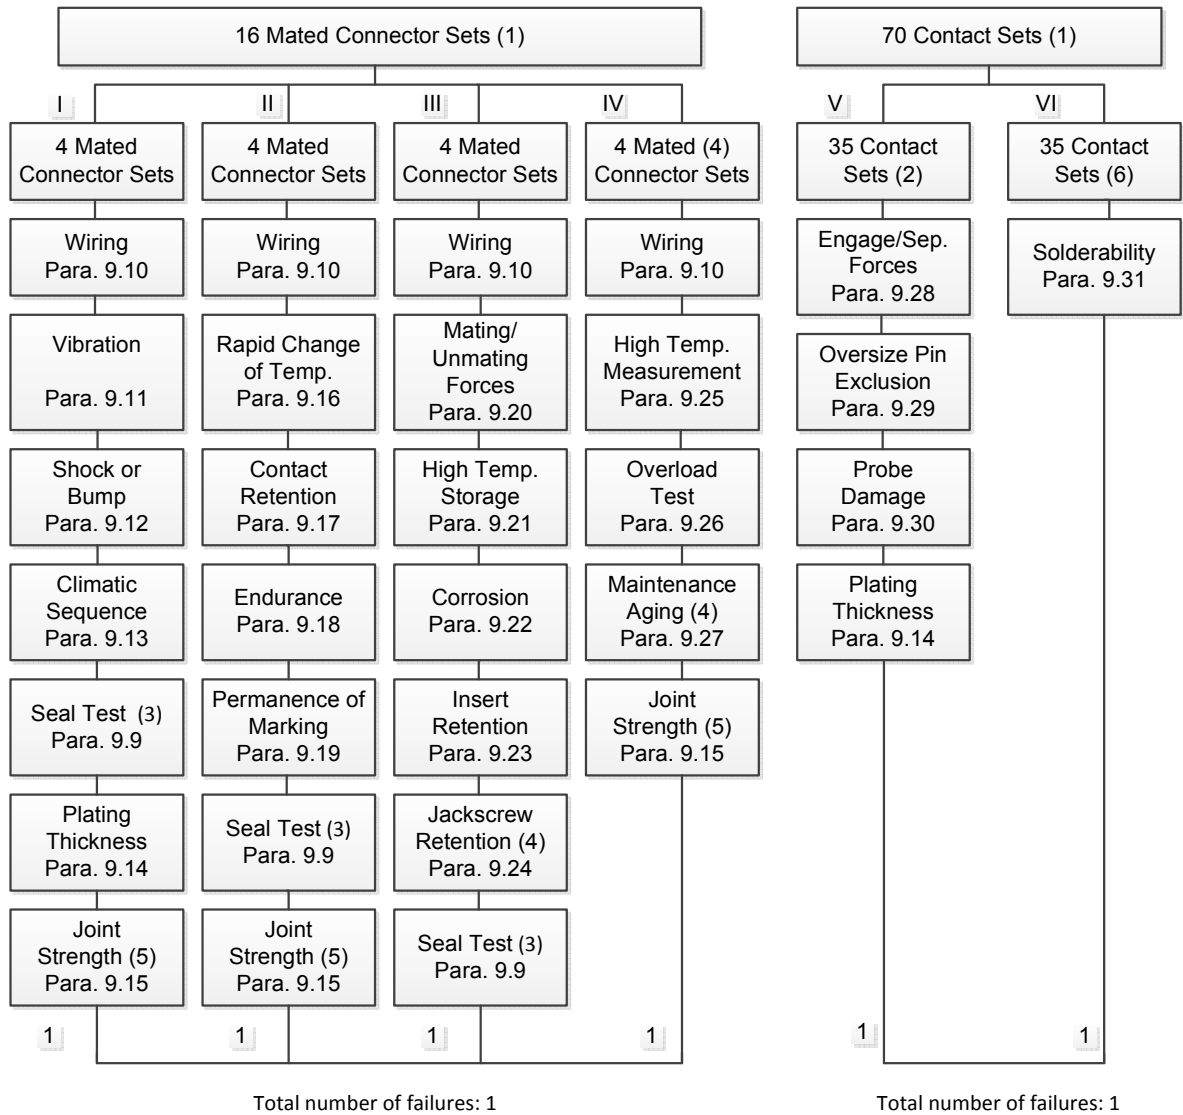 16 Mated Connector Sets (1)
70 Contact Sets (1)
I
II
III
IV
V
VI
4 Mated
Connector Sets
4 Mated
Connector Sets
4 Mated
Connector Sets
4 Mated (4)
Connector Sets
35 Contact
Sets (2)
35 Contact
Sets (6)
Wiring
Para. 9.10
Wiring
Para. 9.10
Wiring
Para. 9.10
Wiring
Para. 9.10
Engage/Sep.
Forces
Para. 9.28
Solderability
Para. 9.31
Vibration
Para. 9.11
Rapid Change
of Temp.
Para. 9.16
Mating/
Unmating
Forces
Para. 9.20
High Temp.
Measurement
Para. 9.25
Oversize Pin
Exclusion
Para. 9.29
Shock or
Bump
Para. 9.12
Contact
Retention
Para. 9.17
High Temp.
Storage
Para. 9.21
Overload
Test
Para. 9.26
Probe
Damage
Para. 9.30
Climatic
Sequence
Para. 9.13
Endurance
Para. 9.18
Corrosion
Para. 9.22
Maintenance
Aging (4)
Para. 9.27
Plating
Thickness
Para. 9.14
Seal Test (3)
Para. 9.9
Permanence of
Marking
Para. 9.19
Insert
Retention
Para. 9.23
Joint
Strength (5)
Para. 9.15
Plating
Thickness
Para. 9.14
Seal Test (3)
Para. 9.9
Jackscrew
Retention (4)
Para. 9.24
Joint
Strength (5)
Para. 9.15
Joint
Strength (5)
Para. 9.15
Seal Test (3)
Para. 9.9
1
1
1
1
1
1
Total number of failures: 1
Total number of failures: 1